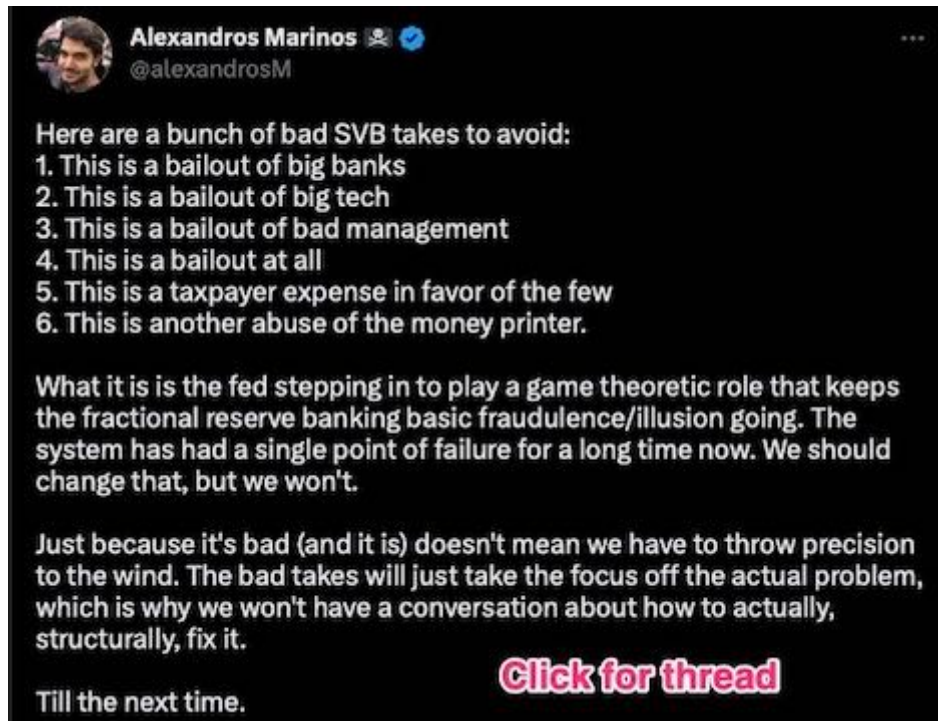 Alexandros Marinos
@alexandrosM
Here are a bunch of bad SVB takes to avoid:
1. This is a bailout of big banks
2. This is a bailout of big tech
3. This is a bailout of bad management
4. This is a bailout at all
5. This is a taxpayer expense in favor of the few
6. This is another abuse of the money printer.
What it is is the fed stepping in to play a game theoretic role that keeps
the fractional reserve banking basic fraudulence/illusion going. The
system has had a single point of failure for a long time now. We should
change that, but we won't.
Just because it's bad (and it is) doesn't mean we have to throw precision
to the wind. The bad takes will just take the focus off the actual problem,
which is why we won't have a conversation about how to actually,
structurally, fix it.
Click for thread
Till the next time.